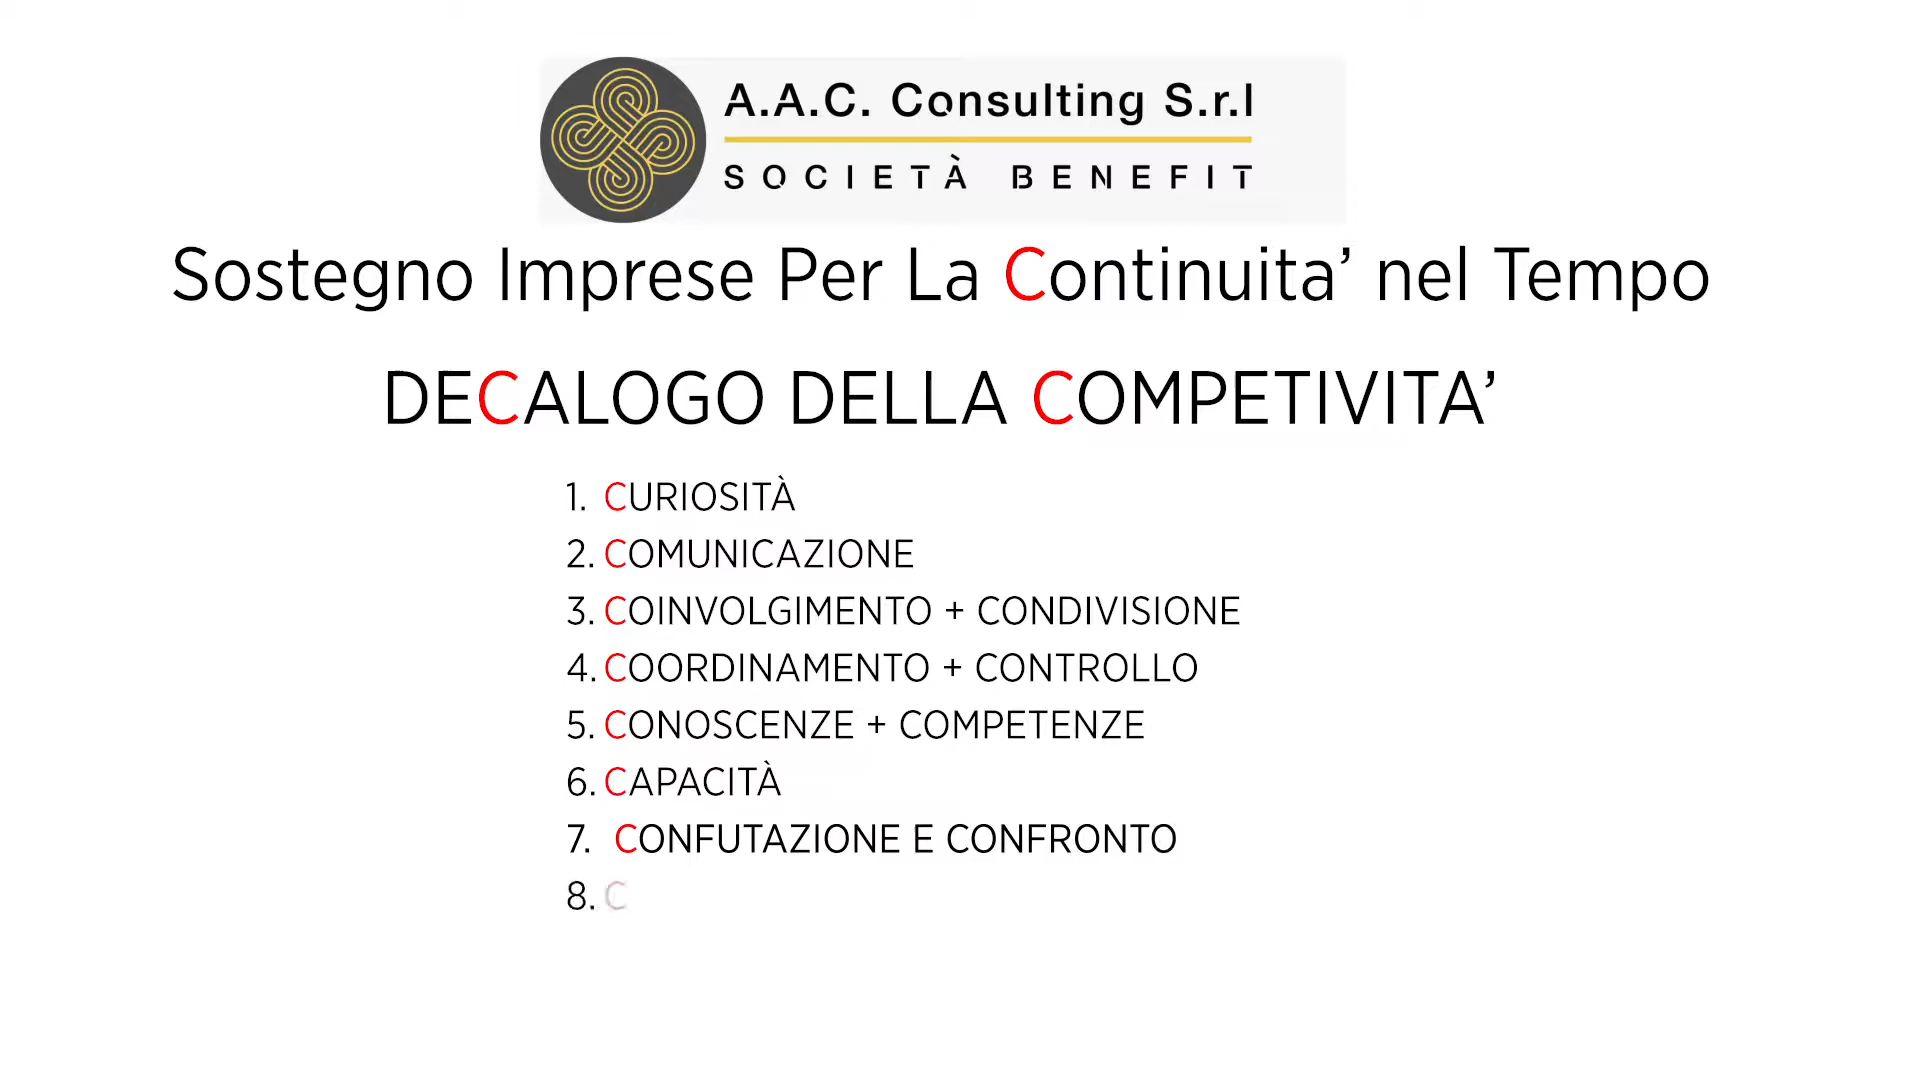 A.A.C. Consulting S.r.l
SOCIETÀ BENEFIT
Sostegno Imprese Per La Continuita’ nel Tempo
DECALOGO DELLA COMPETIVITA’
1. CURIOSITÀ
2. COMUNICAZIONE
3. COINVOLGIMENTO + CONDIVISIONE
4. COORDINAMENTO + CONTROLLO
5. CONOSCENZE + COMPETENZE
6. CAPACITÀ
7. CONFUTAZIONE E CONFRONTO
8. C